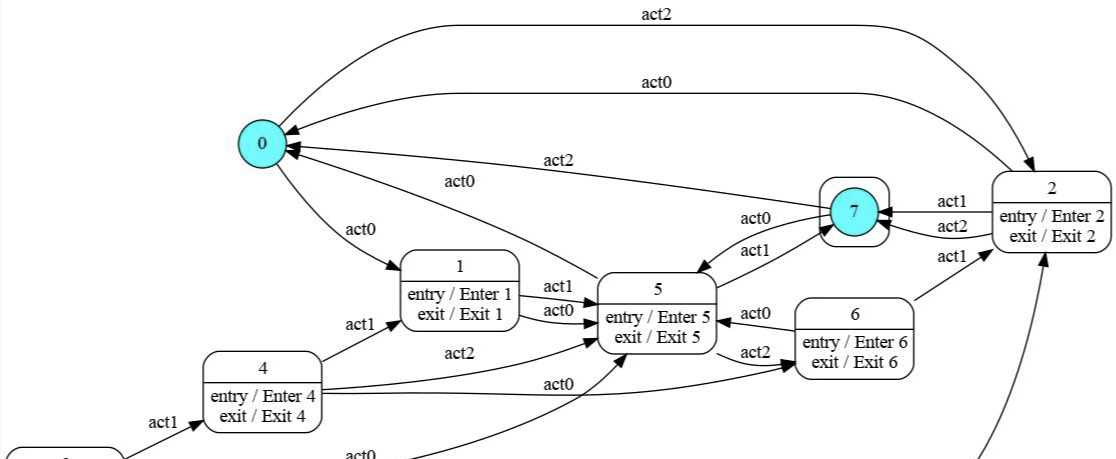 act2
act0
0
act2
act0
act0
7
act1
act2
2
entry / Enter 2
exit / Exit 2
act0
act1
act1
1
entry / Enter 1
exit / Exit 1
act1
act0
5
entry / Enter 5
exit / Exit 5
act0
act2
6
entry / Enter 6
exit / Exit 6
act1
act2
act0
4
entry / Enter 4
exit / Exit 4
act1
act0